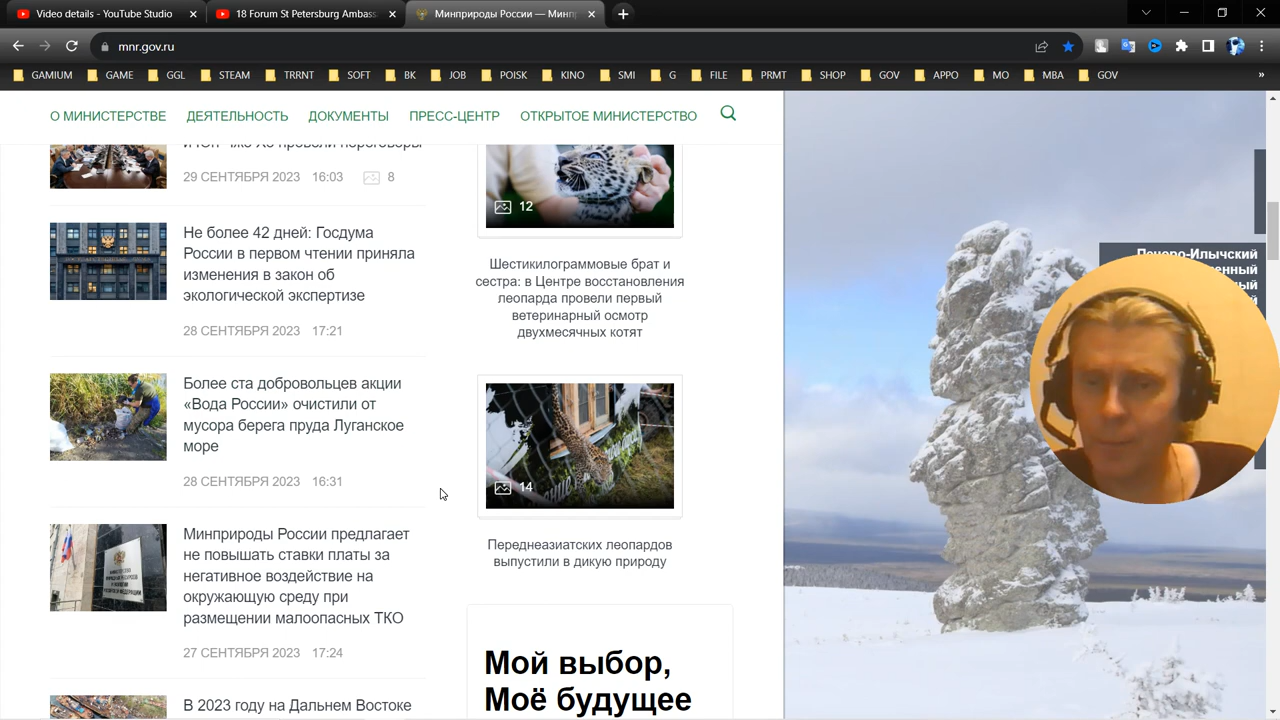 Video details - YouTube Studio
18 Forum St Petersburg Ambass
Минприроды России — Минп
mnr.gov.ru
GAMIUM
GAME
GGL
STEAM
TRRNT
SOFT
BK
JOB
POISK
KINO
SMI
G
FILE
PRMT
SHOP
GOV
APPO
MO
MBA
GOV
О МИНИСТЕРСТВЕ
ДЕЯТЕЛЬНОСТЬ
ДОКУМЕНТЫ
ПРЕСС-ЦЕНТР
ОТКРЫТОЕ МИНИСТЕРСТВО
провели переговоры
29 СЕНТЯБРЯ 2023 16:03 8
Не более 42 дней: Госдума
России в первом чтении приняла
изменения в закон об
экологической экспертизе
28 СЕНТЯБРЯ 2023 17:21
Более ста добровольцев акции
«Вода России» очистили от
мусора берега пруда Луганское
море
28 СЕНТЯБРЯ 2023 16:31
Минприроды России предлагает
не повышать ставки платы за
негативное воздействие на
окружающую среду при
размещении малоопасных ТКО
27 СЕНТЯБРЯ 2023 17:24
В 2023 году на Дальнем Востоке
12
Шестикилограммовые брат и
сестра: в Центре восстановления
леопарда провели первый
ветеринарный осмотр
двухмесячных котят
14
Переднеазиатских леопардов
выпустили в дикую природу
Мой выбор,
Моё будущее
Печоро-Илычский